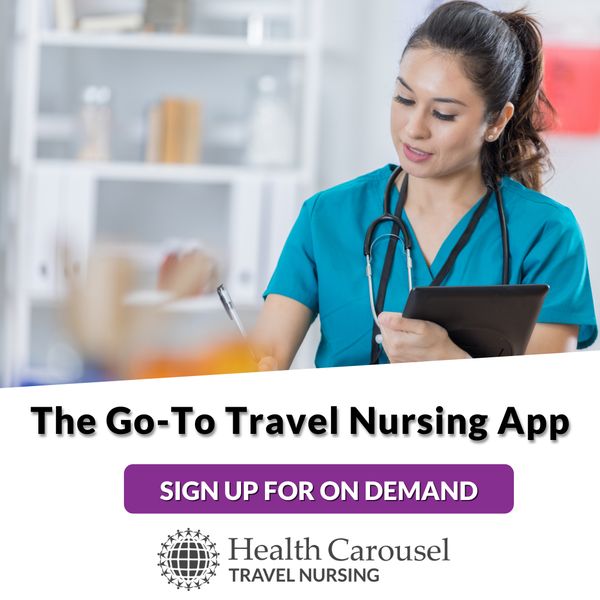 The Go-To Travel Nursing App
SIGN UP FOR ON DEMAND
Health Carousel
TRAVEL NURSING